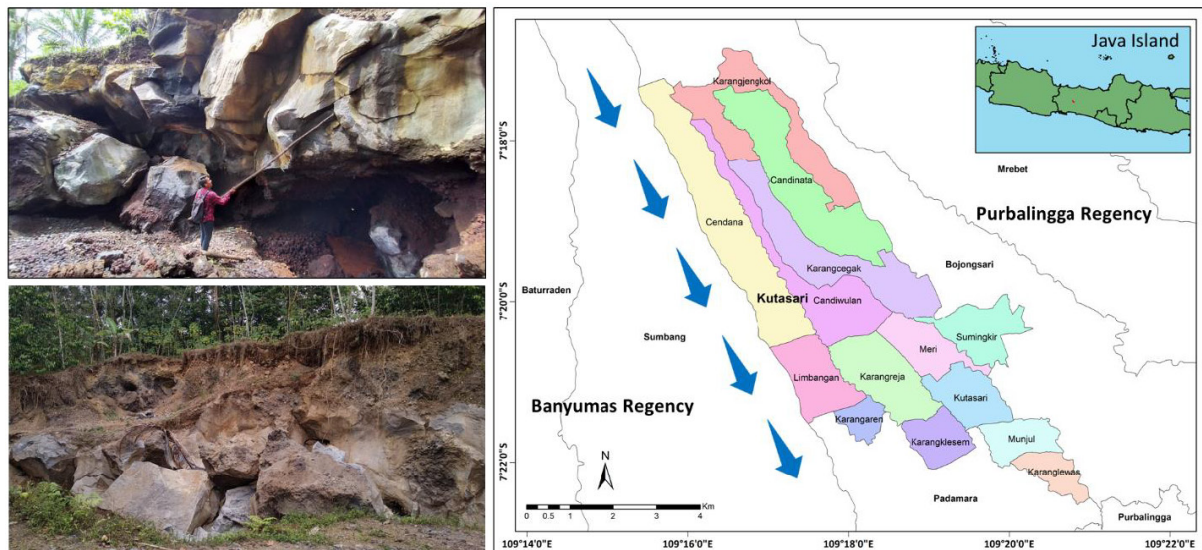 Java Island
Karangjengkol
7°18'0"S
Mrebet
Candinata
Purbalingga Regency
Cendana
Bojongsari
Karangcegak
Baturraden
Kutasari
Candiwulan
7°20'0"S
Sumbang
Sumingkir
Meri
Limbangan
Karangreja
Kutasari
Banyumas Regency
Karangaren
Karangklesem
Munjul
7°22'0"S
N
Karanglewas
Padamara
0 0.5 1 2 3 4 Km
Purbalingga
109°14'0"E 109°16'0"E 109°18'0"E 109°20'0"E 109°22'0"E